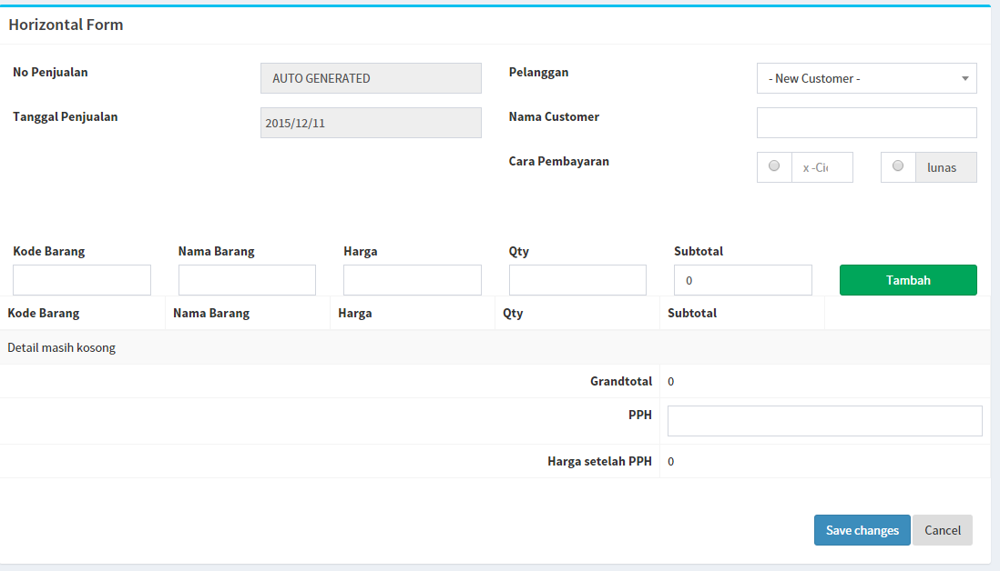 Horizontal Form
No Penjualan AUTO GENERATED Pelanggan - New Customer -
Tanggal Penjualan 2015/12/11 Nama Customer
Cara Pembayaran x -Cic lunas
Kode Barang Nama Barang Harga Qty Subtotal
0 Tambah
Kode Barang Nama Barang Harga Qty Subtotal
Detail masih kosong
Grandtotal 0
PPH
Harga setelah PPH 0
Save changes Cancel